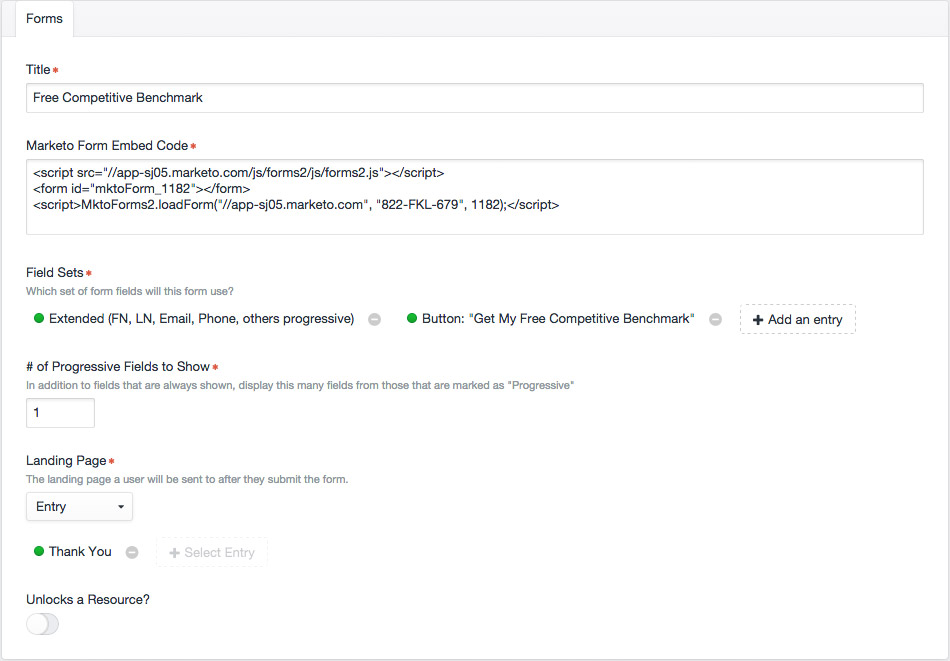 Forms
Title*
Free Competitive Benchmark
Marketo Form Embed Code*
<script src="//app-sj05.marketo.com/js/forms2/js/forms2.js"></script>
<form id="mktoForm_1182"></form>
<script>MktoForms2.loadForm("//app-sj05.marketo.com", "822-FKL-679", 1182);</script>
Field Sets*
Which set of form fields will this form use?
Extended (FN, LN, Email, Phone, others progressive) Button: "Get My Free Competitive Benchmark" + Add an entry
# of Progressive Fields to Show*
In addition to fields that are always shown, display this many fields from those that are marked as "Progressive"
1
Landing Page*
The landing page a user will be sent to after they submit the form.
Entry
Thank You + Select Entry
Unlocks a Resource?